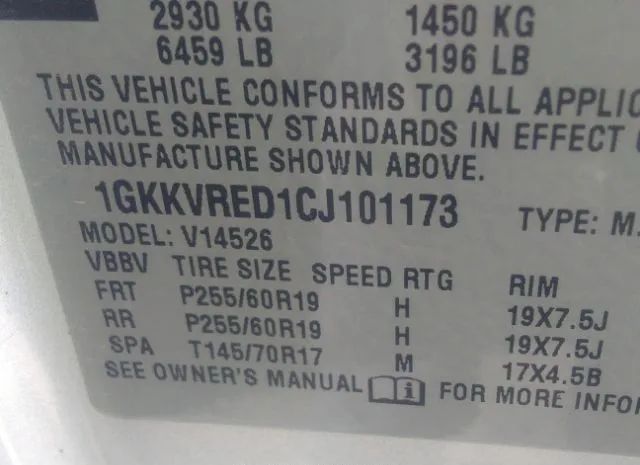 2930 KG 1450 KG
6459 LB 3196 LB
THIS VEHICLE CONFORMS TO ALL
VEHICLE SAFETY STANDARDS IN EFFECT
MANUFACTURE SHOWN ABOVE.
1GKKVRED1CJ101173 TYPE: M.
MODEL: V14526
VBBV TIRE SIZE SPEED RTG RIM
FRT P255/60R19 H 19X7.5J
RR P255/60R19 H 19X7.5J
SPA T145/70R17 M 17X4.5B
SEE OWNER'S MANUAL i FOR MORE